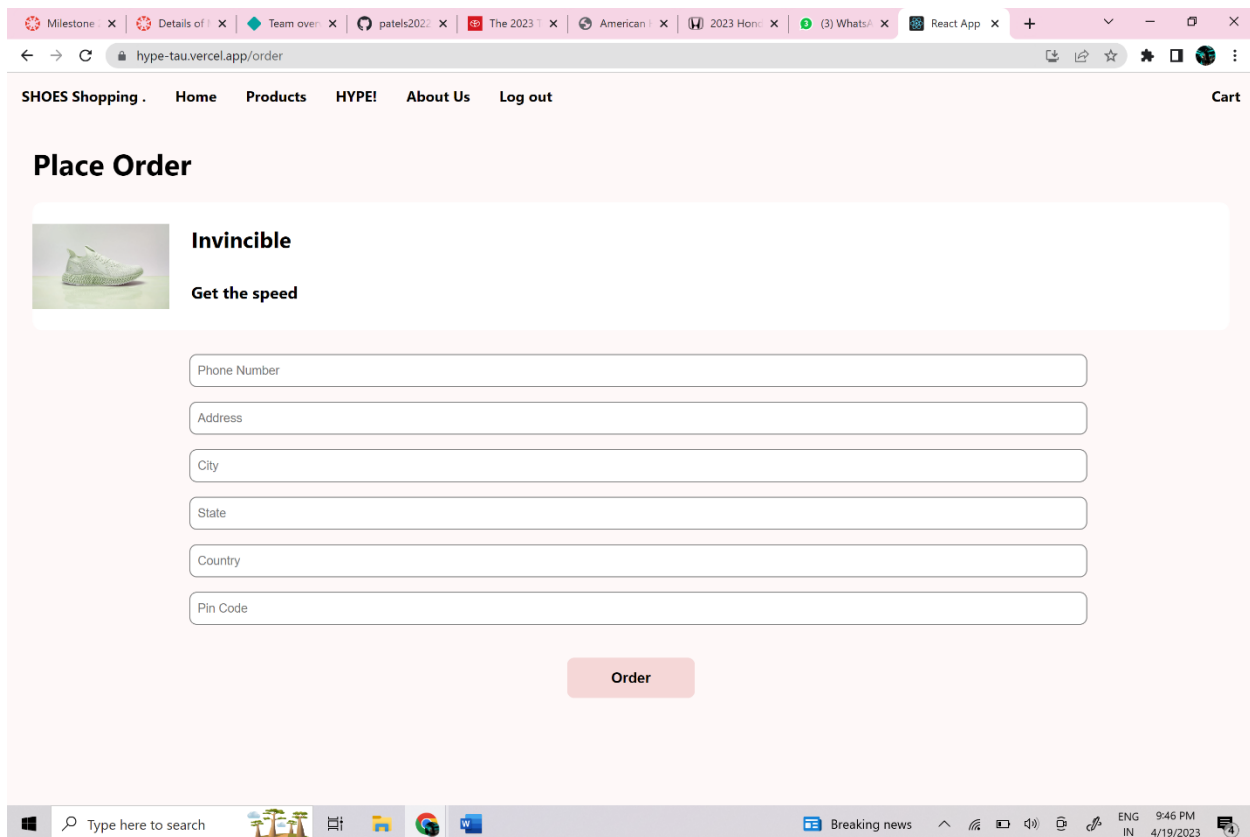 Milestone Details of Team over patels2022 The 2023 T American 2023 Hond (3) WhatsA React App
hype-tau.vercel.app/order
SHOES Shopping . Home Products HYPE! About Us Log out Cart
Place Order
Invincible
Get the speed
Phone Number
Address
City
State
Country
Pin Code
Order
Type here to search Breaking news ENG 9:46 PM
IN 4/19/2023 4